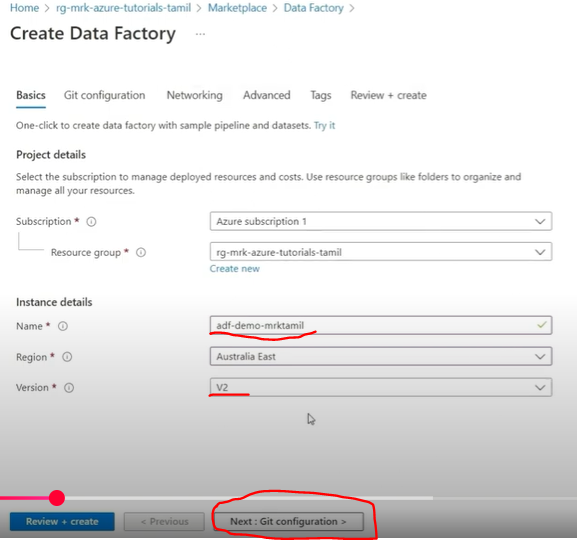 Home > rg-mrk-azure-tutorials-tamil > Marketplace > Data Factory >
Create Data Factory ...
Basics Git configuration Networking Advanced Tags Review + create
One-click to create data factory with sample pipeline and datasets. Try it
Project details
Select the subscription to manage deployed resources and costs. Use resource groups like folders to organize and
manage all your resources.
Subscription * Azure subscription 1
Resource group * rg-mrk-azure-tutorials-tamil
Create new
Instance details
Name * adf-demo-mrktamil
Region * Australia East
Version * V2
Review + create < Previous Next : Git configuration >